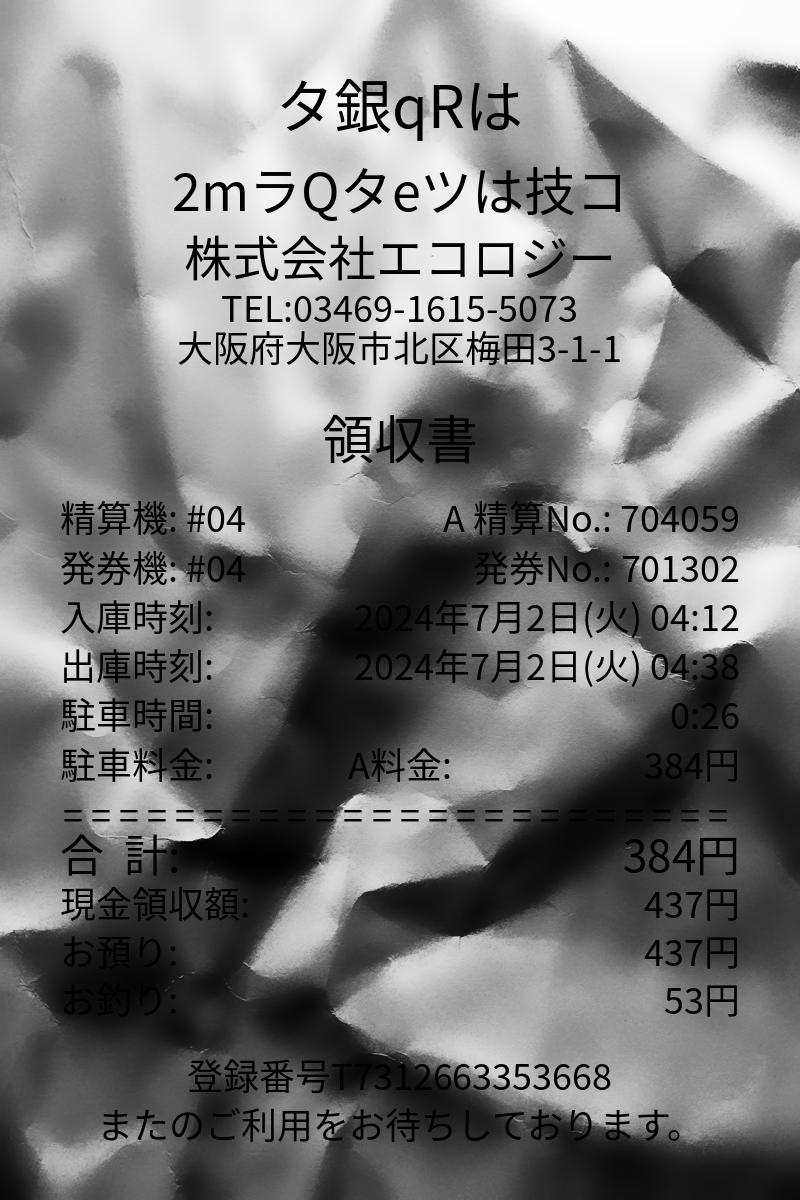 タ銀qRは
2mラQタeツは技コ
株式会社エコロジー
TEL:03469-1615-5073
大阪府大阪市北区梅田3-1-1
領収書
精算機: #04 A 精算No.: 704059
発券機: #04 発券No.: 701302
入庫時刻: 2024年7月2日(火) 04:12
出庫時刻: 2024年7月2日(火) 04:38
駐車時間: 0:26
駐車料金: A料金: 384円
========================
合 計: 384円
現金領収額: 437円
お預り: 437円
お釣り: 53円
登録番号T7312663353668
またのご利用をお待ちしております。